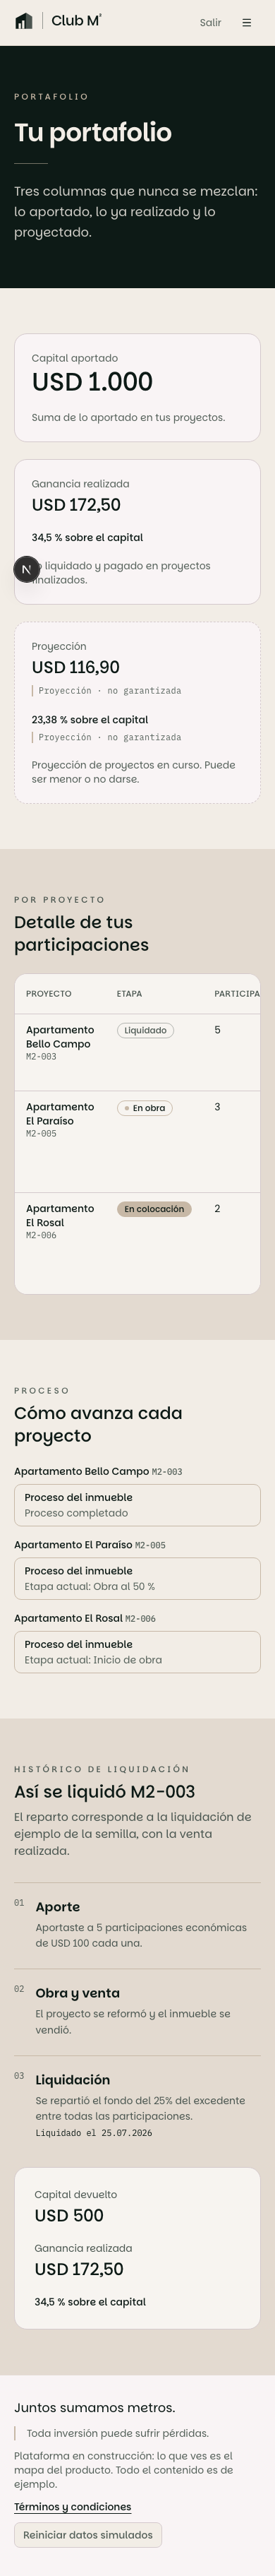 Club M²
Salir
PORTAFOLIO
Tu portafolio
Tres columnas que nunca se mezclan:
lo aportado, lo ya realizado y lo
proyectado.
Capital aportado
USD 1.000
Suma de lo aportado en tus proyectos.
Ganancia realizada
USD 172,50
34,5 % sobre el capital
N
liquidado y pagado en proyectos
finalizados.
Proyección
USD 116,90
Proyección · no garantizada
23,38 % sobre el capital
Proyección · no garantizada
Proyección de proyectos en curso. Puede
ser menor o no darse.
POR PROYECTO
Detalle de tus
participaciones
PROYECTO ETAPA PARTICIPA
Apartamento Liquidado 5
Bello Campo
M2-003
Apartamento En obra 3
El Paraíso
M2-005
Apartamento En colocación 2
El Rosal
M2-006
PROCESO
Cómo avanza cada
proyecto
Apartamento Bello Campo M2-003
Proceso del inmueble
Proceso completado
Apartamento El Paraíso M2-005
Proceso del inmueble
Etapa actual: Obra al 50 %
Apartamento El Rosal M2-006
Proceso del inmueble
Etapa actual: Inicio de obra
HISTÓRICO DE LIQUIDACIÓN
Así se liquidó M2-003
El reparto corresponde a la liquidación de
ejemplo de la semilla, con la venta
realizada.
01 Aporte
Aportaste a 5 participaciones económicas
de USD 100 cada una.
02 Obra y venta
El proyecto se reformó y el inmueble se
vendió.
03 Liquidación
Se repartió el fondo del 25% del excedente
entre todas las participaciones.
Liquidado el 25.07.2026
Capital devuelto
USD 500
Ganancia realizada
USD 172,50
34,5 % sobre el capital
Juntos sumamos metros.
Toda inversión puede sufrir pérdidas.
Plataforma en construcción: lo que ves es el
mapa del producto. Todo el contenido es de
ejemplo.
Términos y condiciones
Reiniciar datos simulados